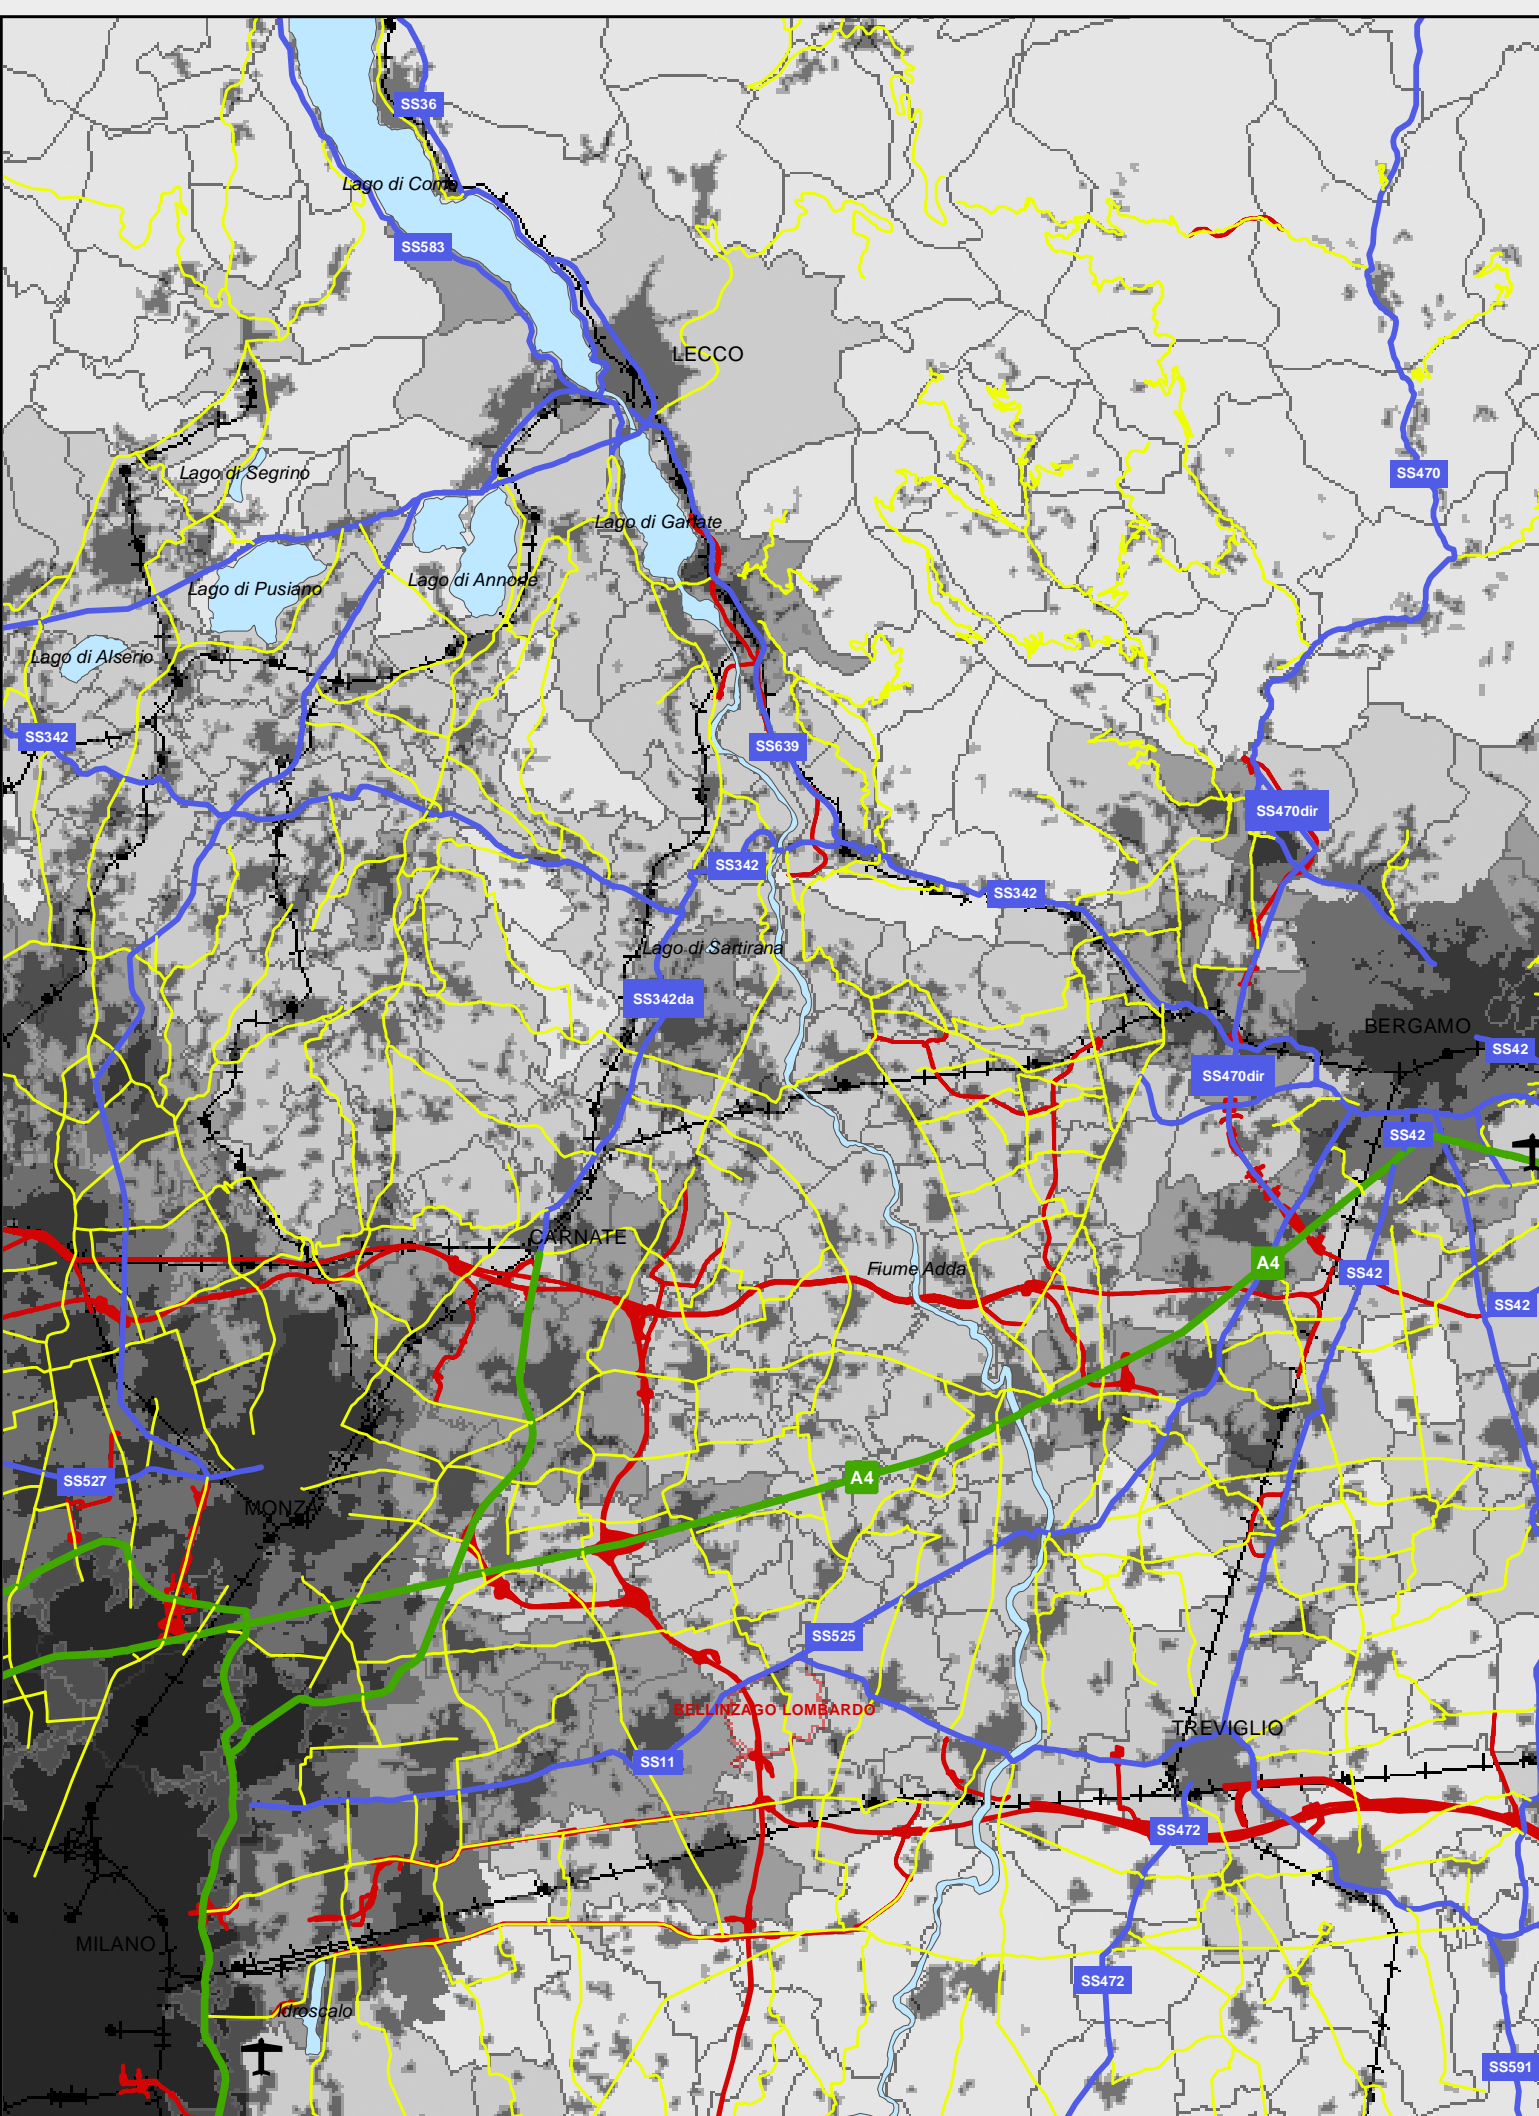 SS36
Lago di Como
SS583
LECCO
Lago di Segrino
SS470
Lago di Garlate
Lago di Pusiano
Lago di Annone
Lago di Alserio
SS342
SS639
SS470dir
SS342
SS342
Lago di Sartirana
SS342da
BERGAMO
SS42
SS470dir
SS42
CARNATE
Fiume Adda
A4
SS42
SS42
SS527
A4
MONZA
SS525
BELLINZAGO LOMBARDO
TREVIGLIO
SS11
SS472
MILANO
SS472
Idroscalo
SS591